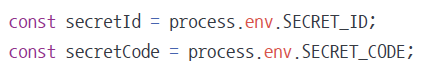 const secretId = process.env.SECRET_ID;
const secretCode = process.env.SECRET_CODE;